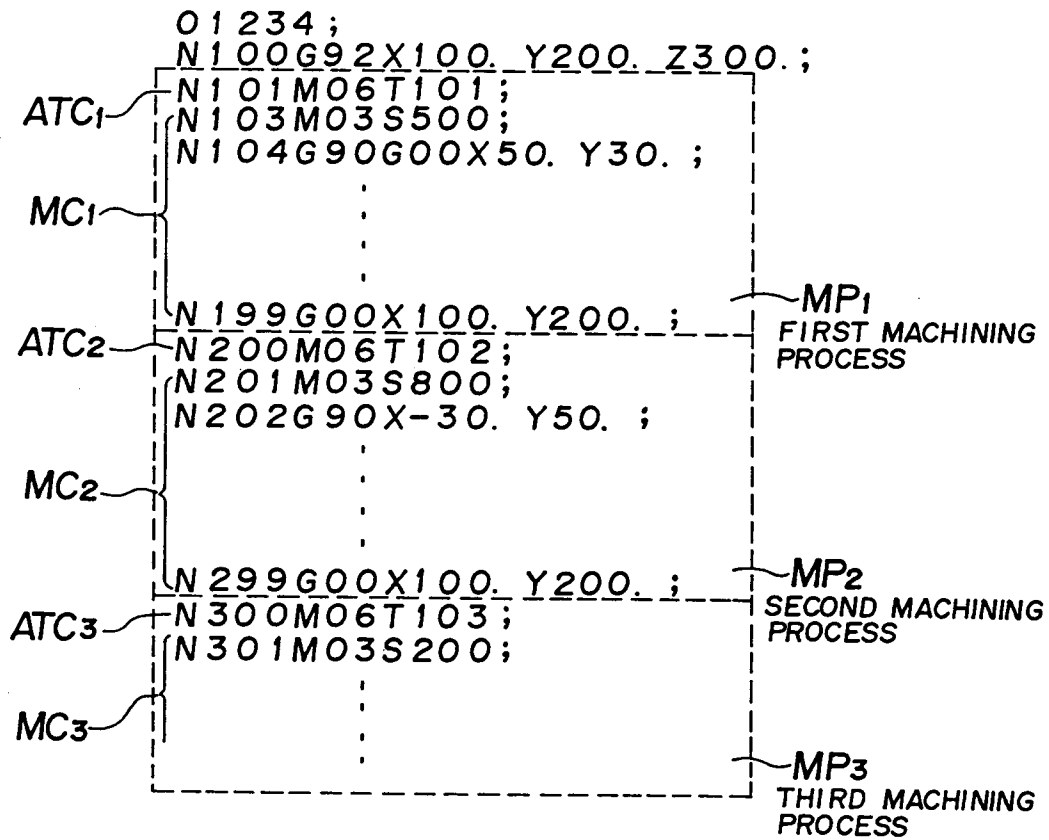 O1234;
N100G92X100. Y200. Z300.;
ATC1 N101M06T101;
N103M03S500;
N104G90G00X50. Y30. ;
MC1
N199G00X100. Y200. ;
MP1
FIRST MACHINING
PROCESS
ATC2 N200M06T102;
N201M03S800;
N202G90X-30. Y50. ;
MC2
N299G00X100. Y200. ;
MP2
SECOND MACHINING
PROCESS
ATC3 N300M06T103;
N301M03S200;
MC3
MP3
THIRD MACHINING
PROCESS